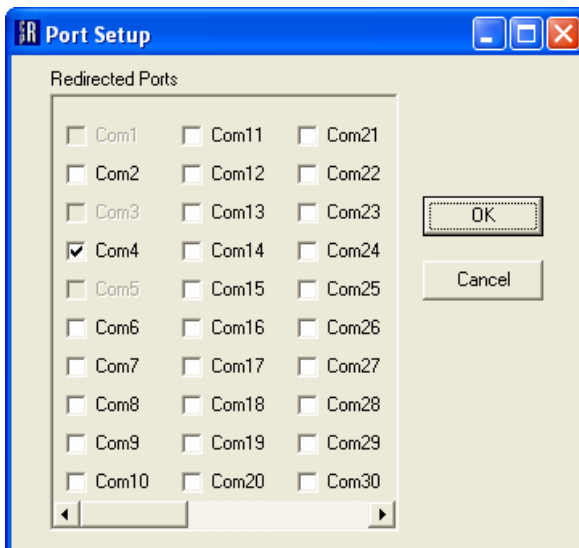 SR Port Setup
Redirected Ports
Com1 Com11 Com21
Com2 Com12 Com22
Com3 Com13 Com23
Com4 Com14 Com24 OK
Com5 Com15 Com25 Cancel
Com6 Com16 Com26
Com7 Com17 Com27
Com8 Com18 Com28
Com9 Com19 Com29
Com10 Com20 Com30